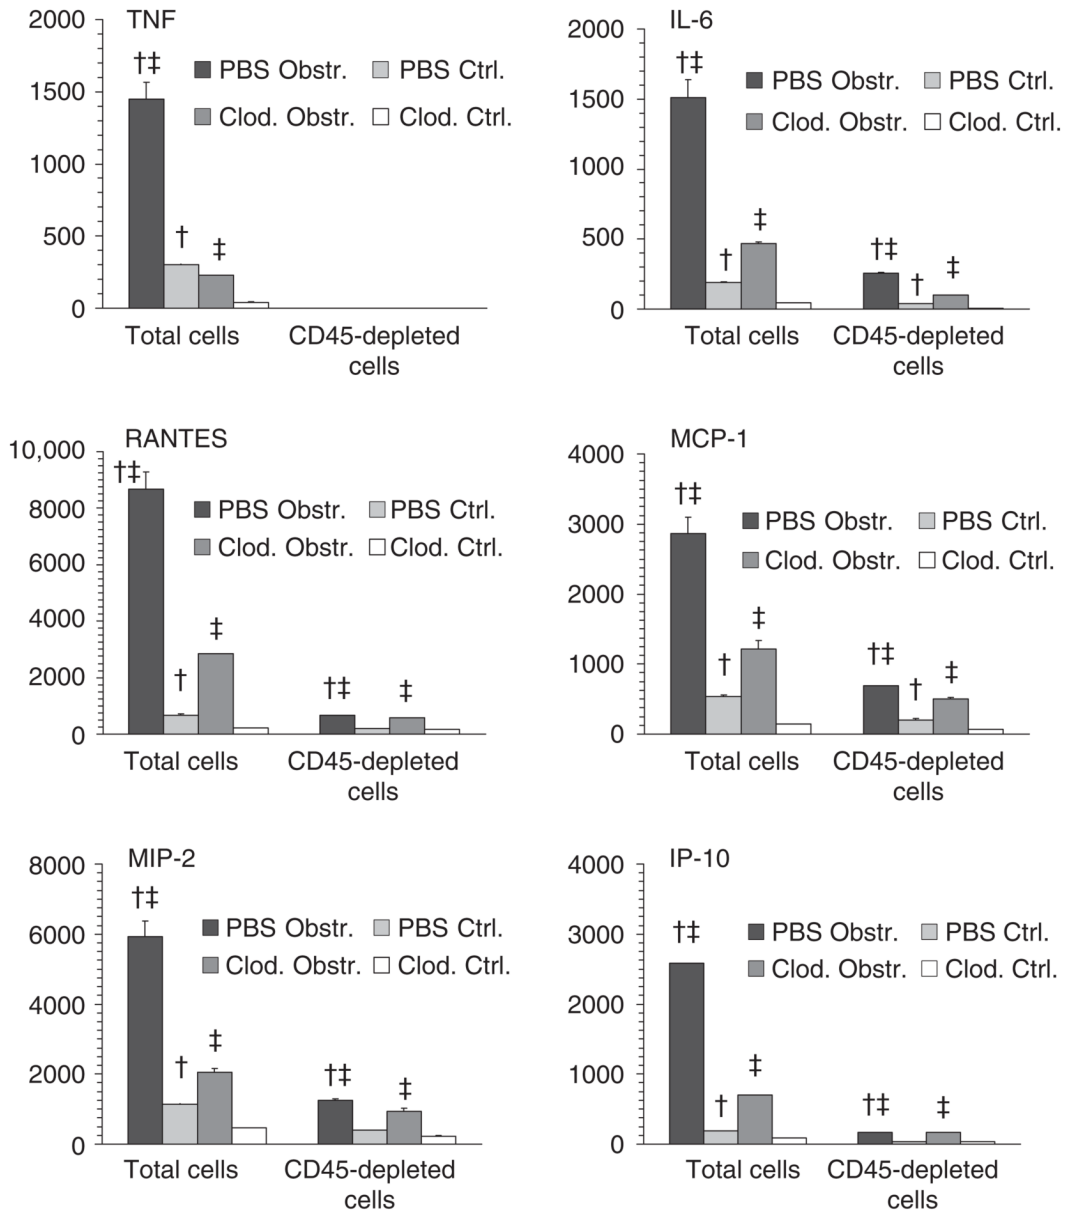 TNF
2000
1500
1000
500
0
†‡
†
‡
PBS Obstr. PBS Ctrl.
Clod. Obstr. Clod. Ctrl.
Total cells CD45-depleted
cells
IL-6
2000
1500
1000
500
0
†‡
†
‡
†‡
†
‡
PBS Obstr. PBS Ctrl.
Clod. Obstr. Clod. Ctrl.
Total cells CD45-depleted
cells
RANTES
10,000
8000
6000
4000
2000
0
†‡
†
‡
†‡
‡
PBS Obstr. PBS Ctrl.
Clod. Obstr. Clod. Ctrl.
Total cells CD45-depleted
cells
MCP-1
4000
3000
2000
1000
0
†‡
†
‡
†‡
†
‡
PBS Obstr. PBS Ctrl.
Clod. Obstr. Clod. Ctrl.
Total cells CD45-depleted
cells
MIP-2
8000
6000
4000
2000
0
†‡
†
‡
†‡
‡
PBS Obstr. PBS Ctrl.
Clod. Obstr. Clod. Ctrl.
Total cells CD45-depleted
cells
IP-10
4000
3000
2000
1000
0
†‡
†
‡
†‡
‡
PBS Obstr. PBS Ctrl.
Clod. Obstr. Clod. Ctrl.
Total cells CD45-depleted
cells